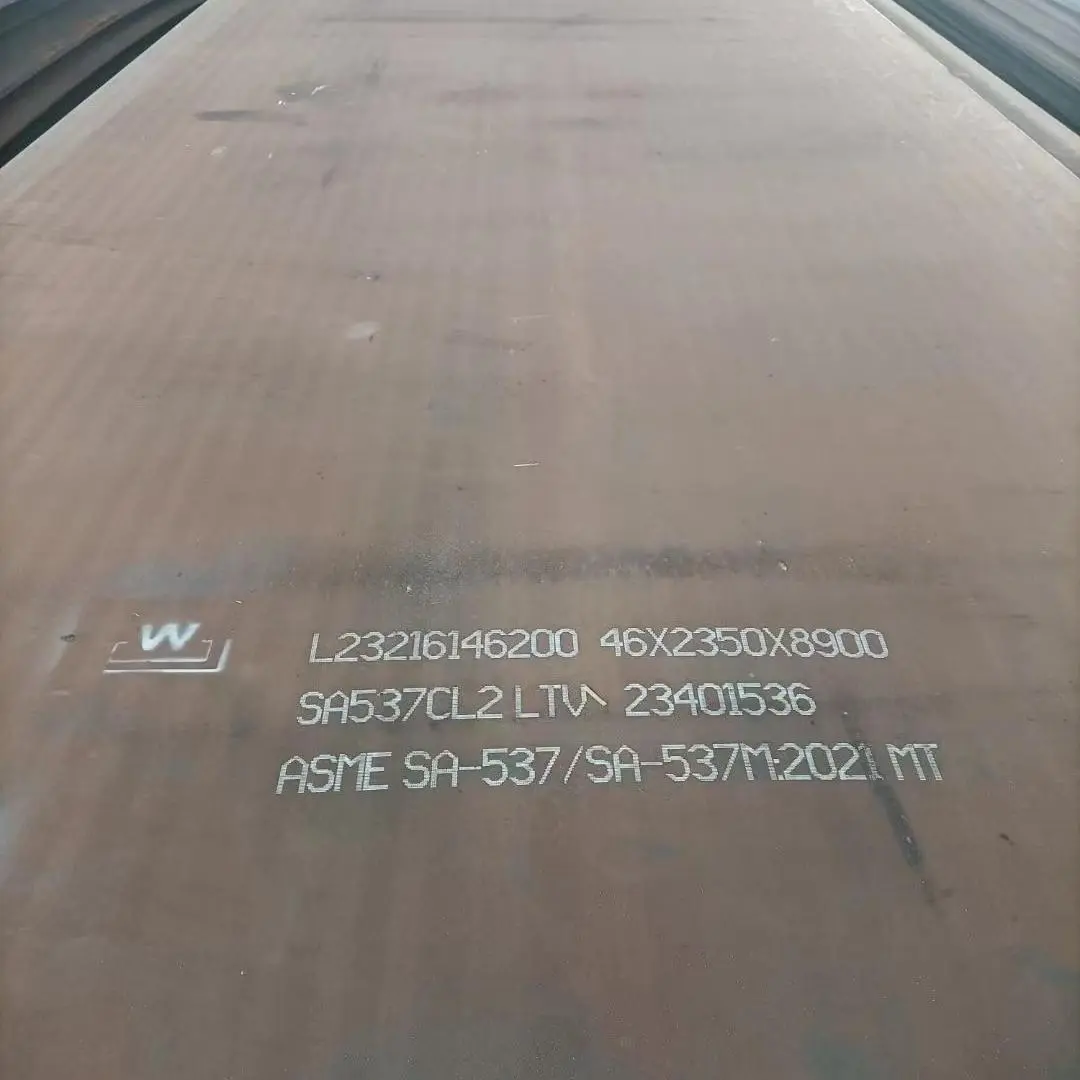 W
L23216146200 46X2350X8900
SA537CL2 LTV 23401536
ASME SA-537/SA-537M:2021 MT